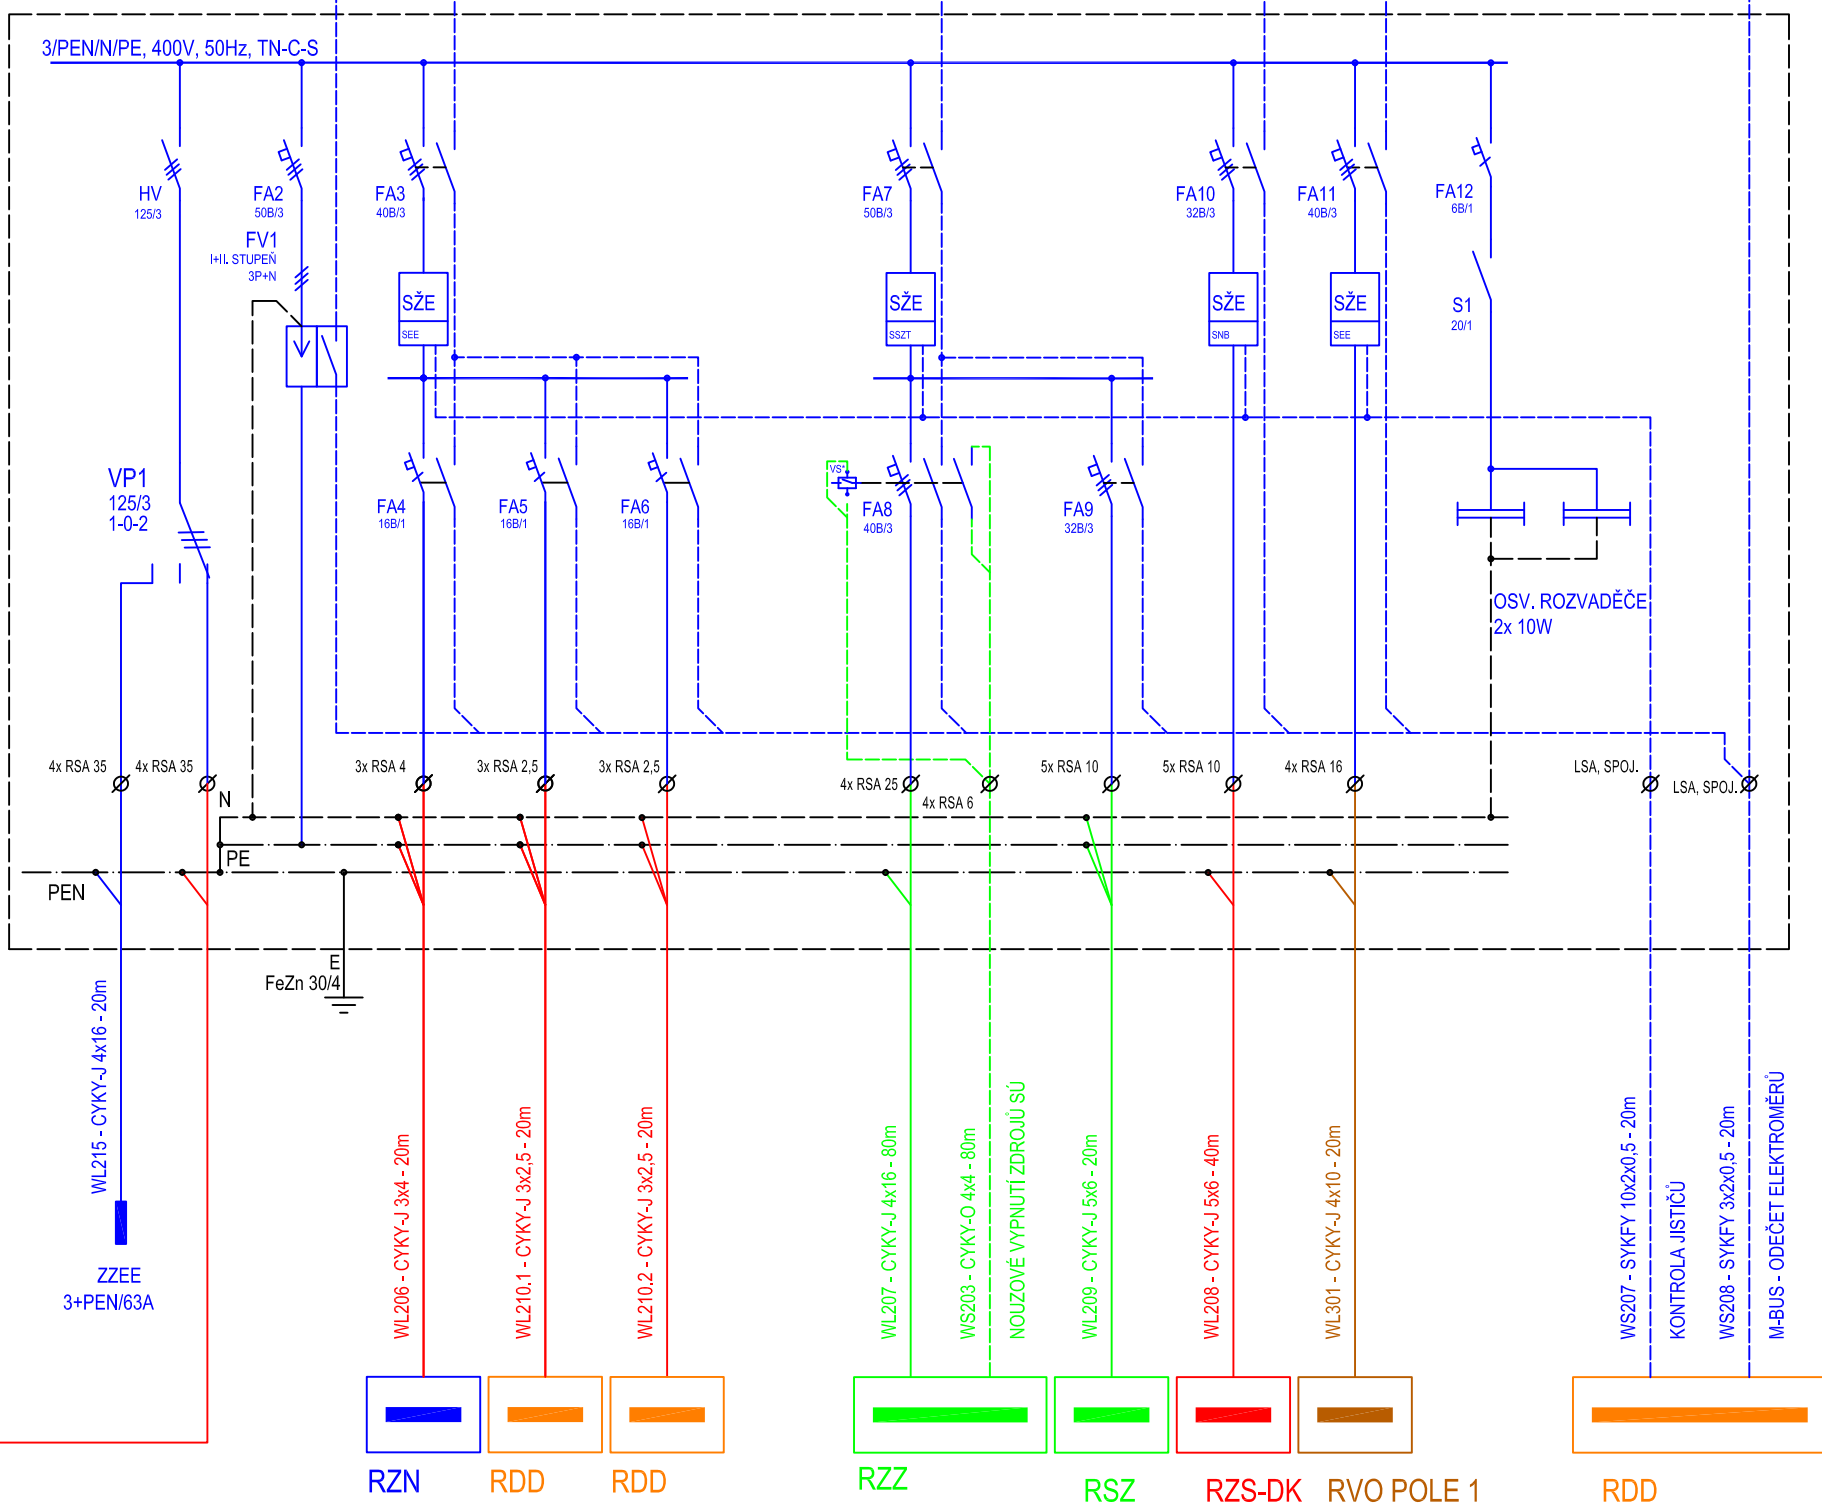 3/PEN/N/PE, 400V, 50Hz, TN-C-S
HV
125/3
FA2
50B/3
FV1
I+II. STUPEŇ
3P+N
FA3
40B/3
FA7
50B/3
FA10
32B/3
FA11
40B/3
FA12
6B/1
SŽE
SEE
SŽE
SSZT
SŽE
SNB
SŽE
SEE
S1
20/1
VP1
125/3
1-0-2
FA4
16B/1
FA5
16B/1
FA6
16B/1
VS*
FA8
40B/3
FA9
32B/3
OSV. ROZVADĚČE
2x 10W
4x RSA 35
4x RSA 35
3x RSA 4
3x RSA 2,5
3x RSA 2,5
4x RSA 25
4x RSA 6
5x RSA 10
5x RSA 10
4x RSA 16
LSA, SPOJ.
LSA, SPOJ.
N
PE
PEN
E
FeZn 30/4
WL215 - CYKY-J 4x16 - 20m
WL206 - CYKY-J 3x4 - 20m
WL210.1 - CYKY-J 3x2,5 - 20m
WL210.2 - CYKY-J 3x2,5 - 20m
WL207 - CYKY-J 4x16 - 80m
WS203 - CYKY-O 4x4 - 80m
NOUZOVÉ VYPNUTÍ ZDROJŮ SÚ
WL209 - CYKY-J 5x6 - 20m
WL208 - CYKY-J 5x6 - 40m
WL301 - CYKY-J 4x10 - 20m
WS207 - SYKFY 10x2x0,5 - 20m
KONTROLA JISTIČŮ
WS208 - SYKFY 3x2x0,5 - 20m
M-BUS - ODEČET ELEKTROMĚRŮ
ZZEE
3+PEN/63A
RZN
RDD
RDD
RZZ
RSZ
RZS-DK
RVO POLE 1
RDD